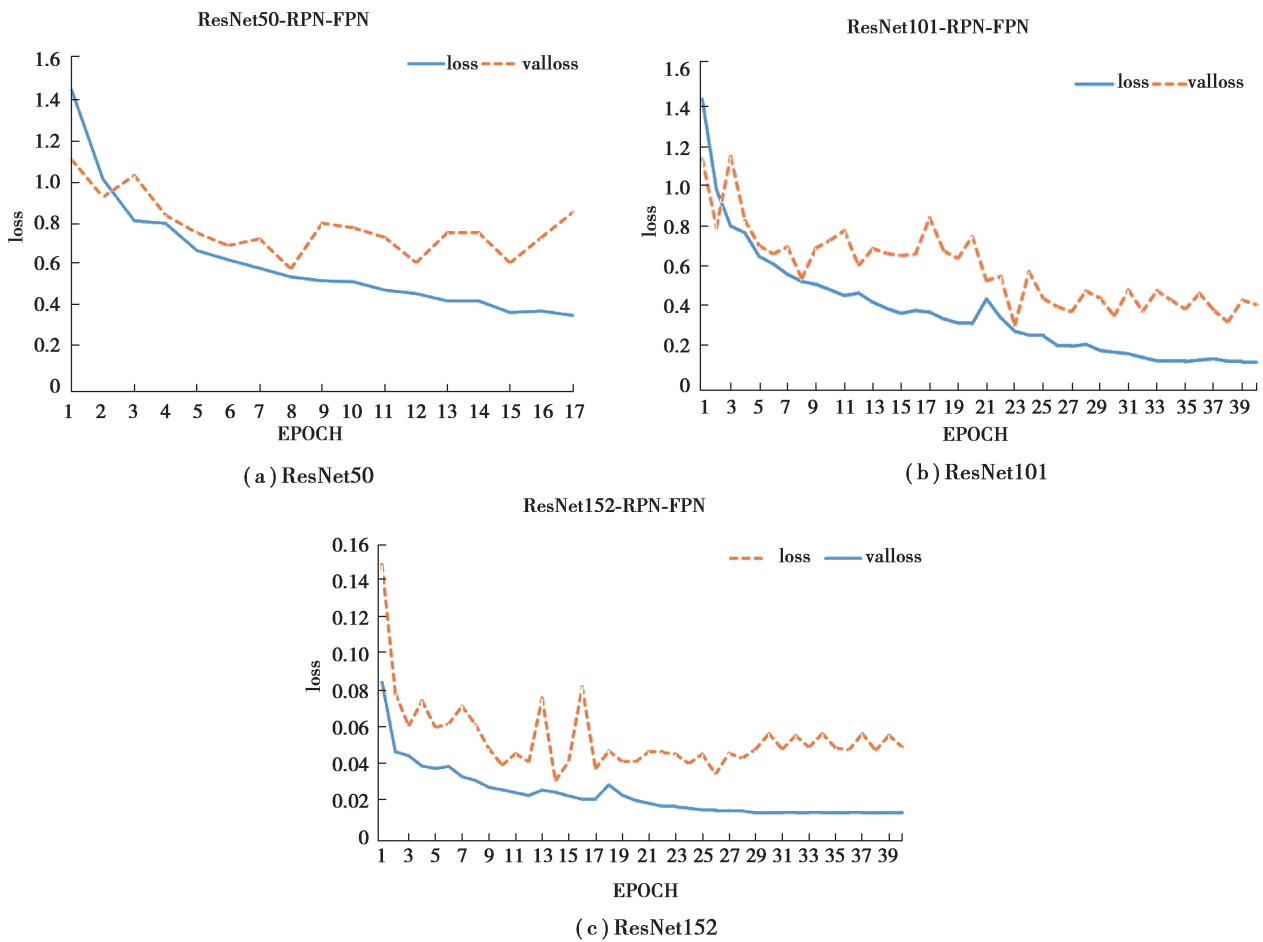 ResNet50-RPN-FPN
loss valloss
1.6
1.4
1.2
1.0
0.8
0.6
0.4
0.2
0
loss
1 2 3 4 5 6 7 8 9 10 11 12 13 14 15 16 17
EPOCH
(a) ResNet50
ResNet101-RPN-FPN
loss valloss
1.6
1.4
1.2
1.0
0.8
0.6
0.4
0.2
0
loss
1 3 5 7 9 11 13 15 17 19 21 23 25 27 29 31 33 35 37 39
EPOCH
(b) ResNet101
ResNet152-RPN-FPN
loss valloss
0.16
0.14
0.12
0.10
0.08
0.06
0.04
0.02
0
loss
1 3 5 7 9 11 13 15 17 19 21 23 25 27 29 31 33 35 37 39
EPOCH
(c) ResNet152